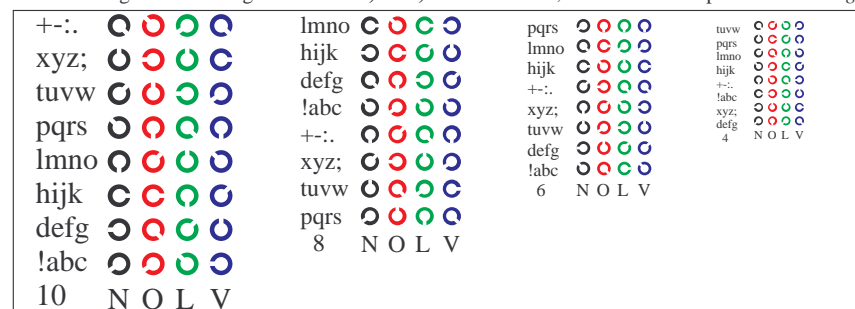 +-:.
xyz;
tuvw
pqrs
lmno
hijk
defg
!abc
10 N O L V
lmno
hijk
defg
!abc
+-:.
xyz;
tuvw
pqrs
8 N O L V
pqrs
lmno
hijk
+-:.
xyz;
tuvw
defg
!abc
6 N O L V
tuvw
pqrs
lmno
hijk
+-:.
!abc
xyz;
defg
4 N O L V